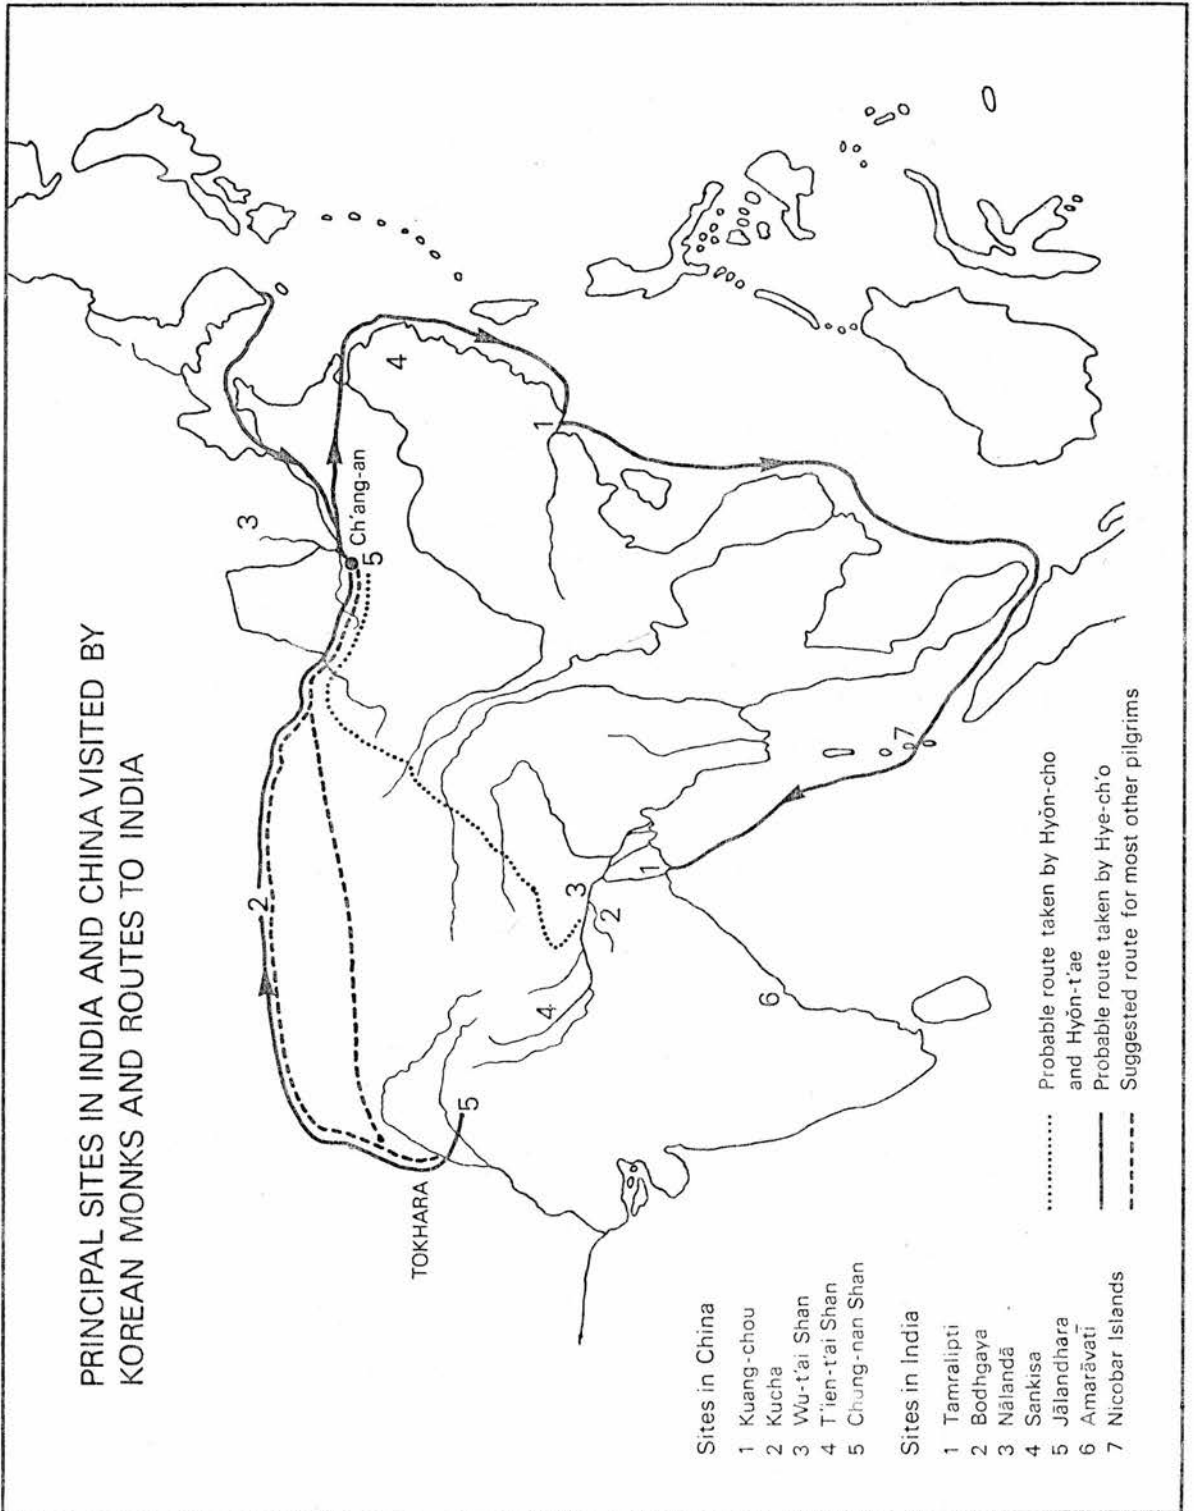 PRINCIPAL SITES IN INDIA AND CHINA VISITED BY
KOREAN MONKS AND ROUTES TO INDIA
3
Ch'ang-an
5
4
1
2
TOKHARA
5
4
3
2
1
6
7
Sites in China
1 Kuang-chou
2 Kucha
3 Wu-t'ai Shan
4 T'ien-t'ai Shan
5 Chung-nan Shan
Sites in India
1 Tamralipti
2 Bodhgaya
3 Nālandā
4 Sankisa
5 Jālandhara
6 Amarāvatī
7 Nicobar Islands
Probable route taken by Hyŏn-cho
and Hyŏn-t'ae
Probable route taken by Hye-ch'o
Suggested route for most other pilgrims